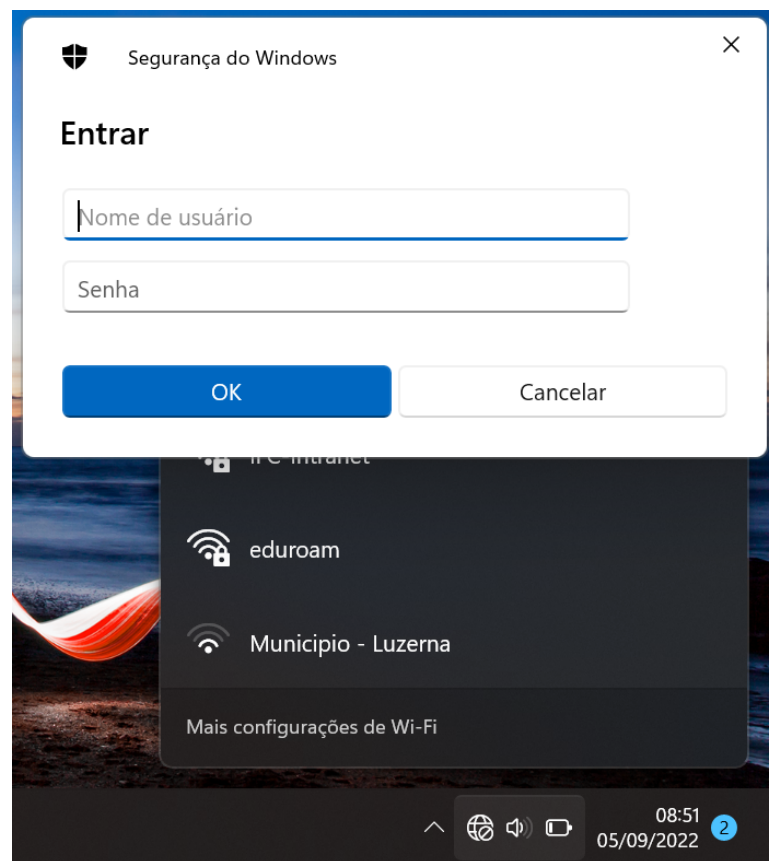 Segurança do Windows
Entrar
Nome de usuário
Senha
OK
Cancelar
eduroam
Municipio - Luzerna
Mais configurações de Wi-Fi
08:51
05/09/2022
2